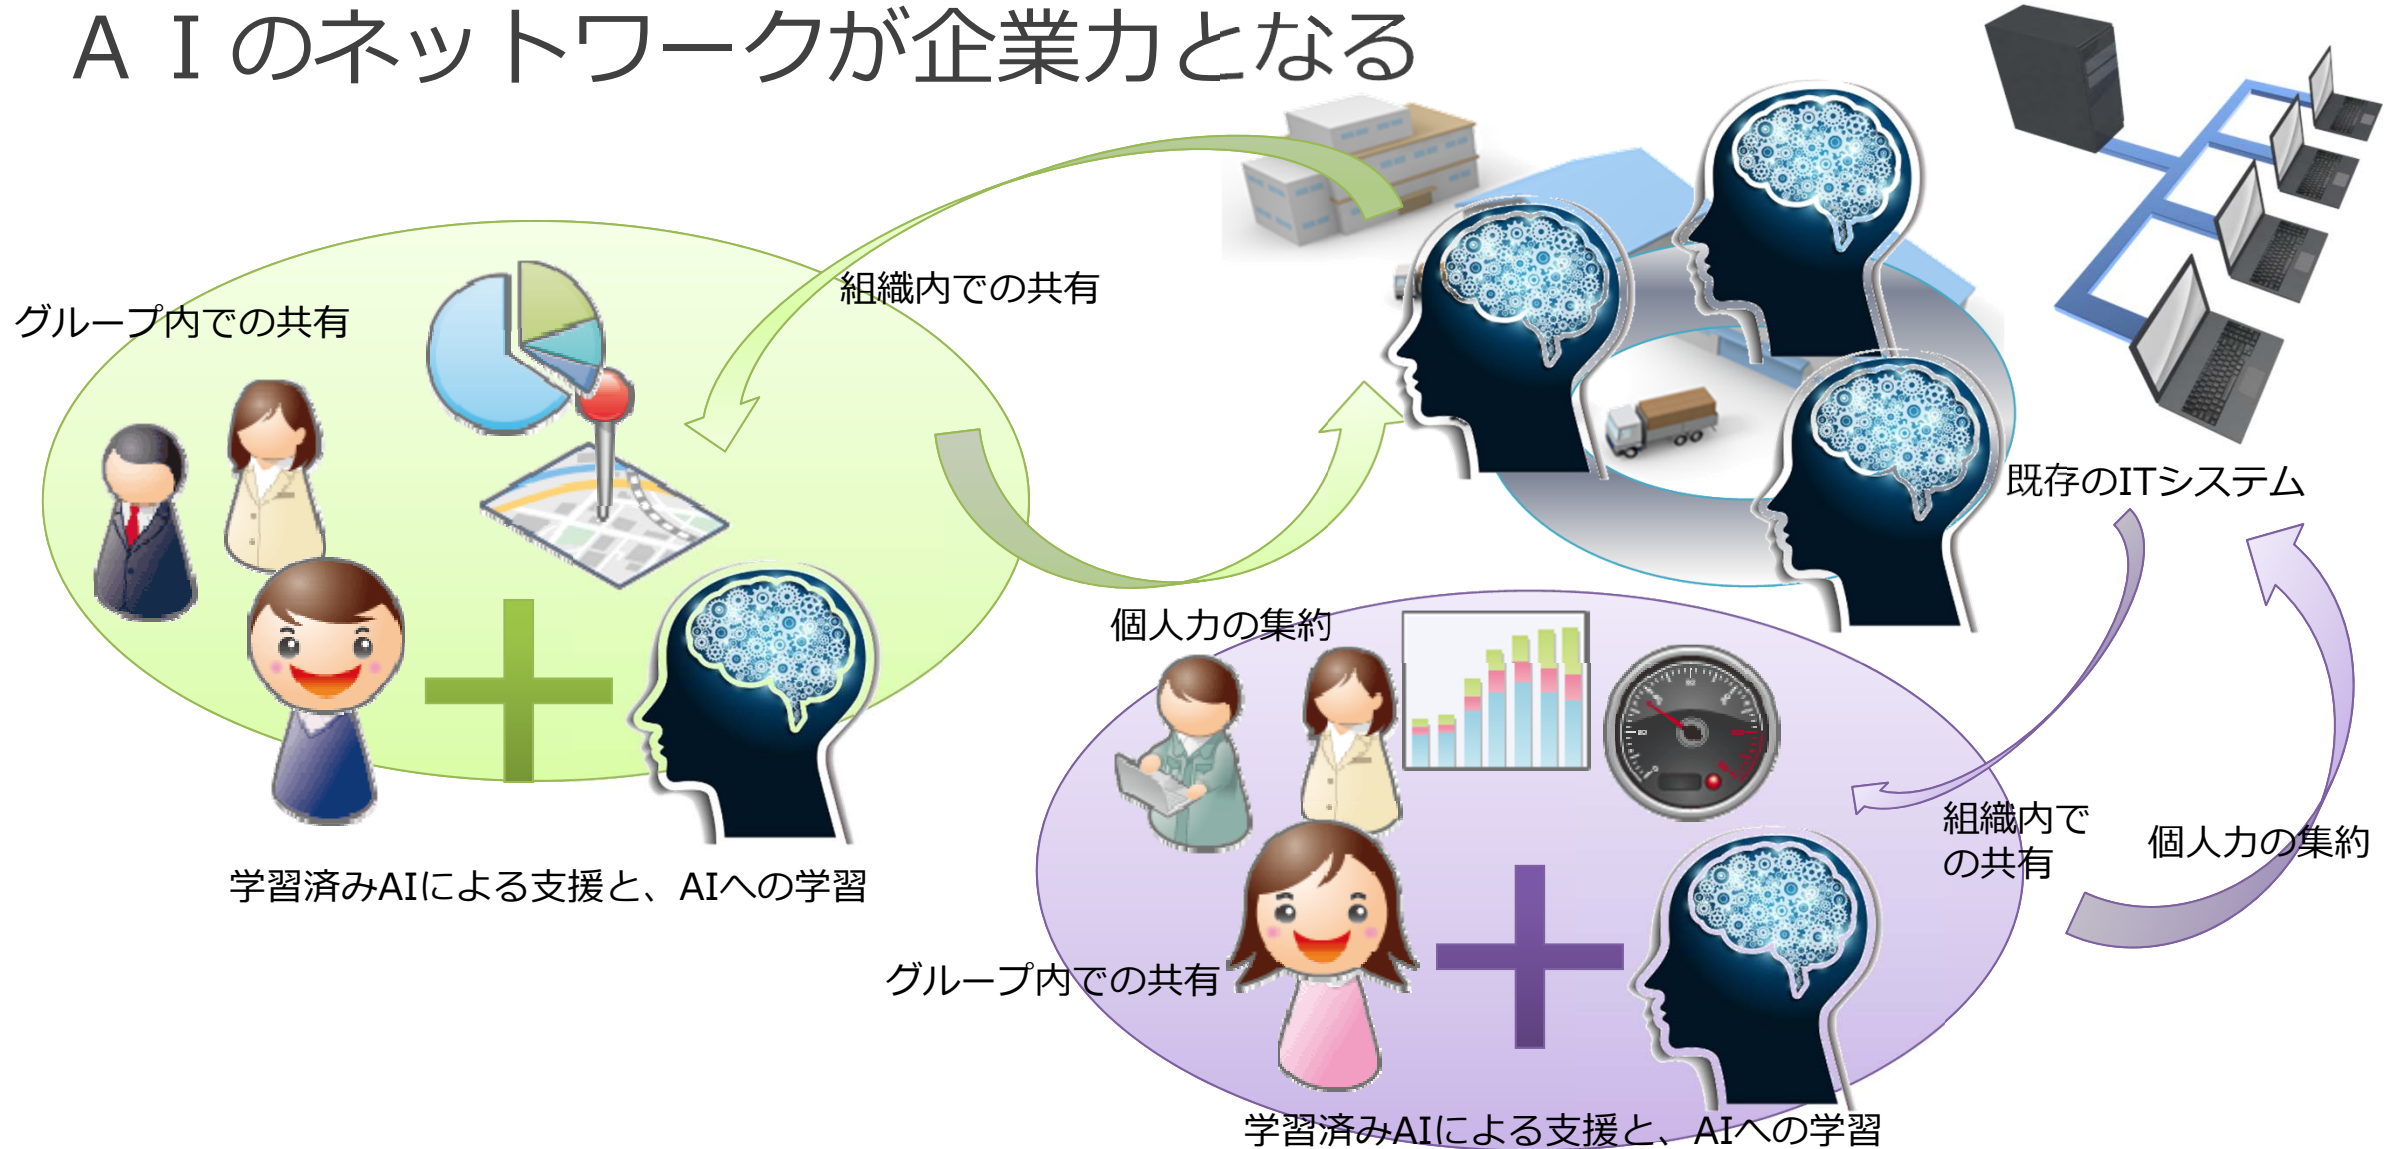 ＡＩのネットワークが企業力となる
組織内での共有
グループ内での共有
既存のITシステム
個人力の集約
組織内で
の共有
個人力の集約
学習済みAIによる支援と、AIへの学習
グループ内での共有
学習済みAIによる支援と、AIへの学習